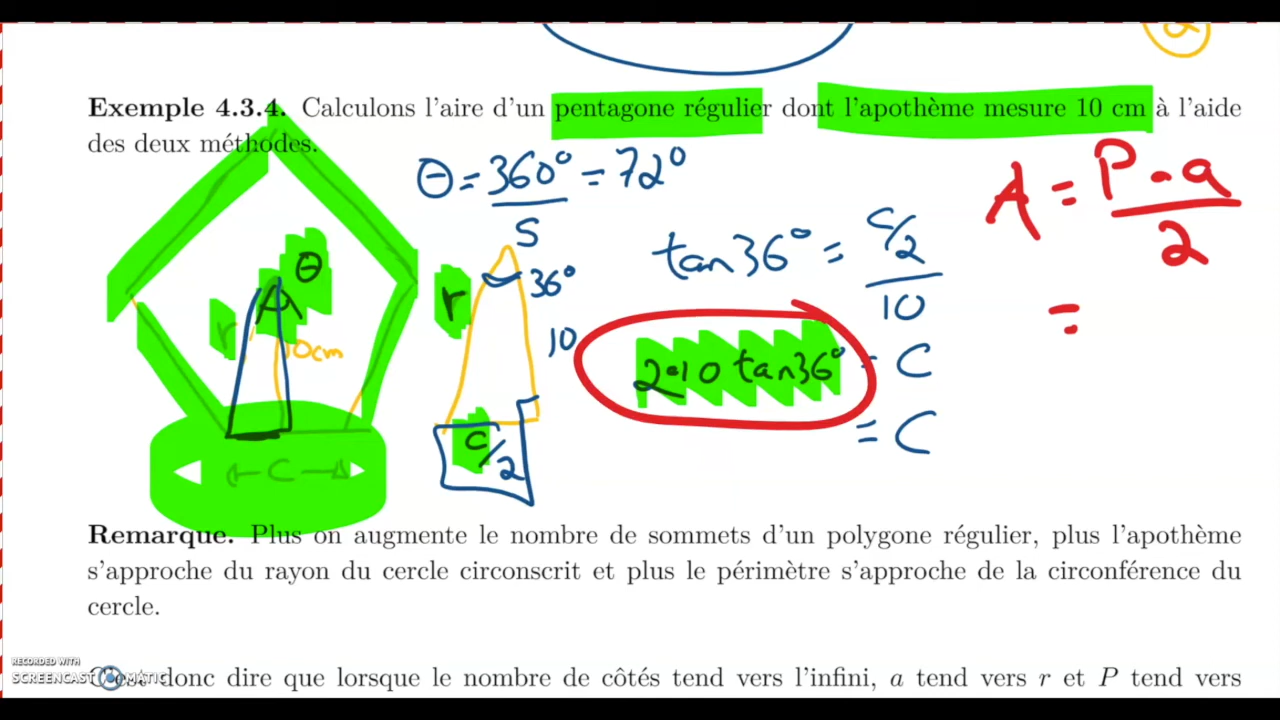 2
Exemple 4.3.4. Calculons l'aire d'un pentagone régulier dont l'apothème mesure 10 cm à l'aide
des deux méthodes.
θ = 360° = 72°
5
A = P · a
2
=
tan 36° = c/2
10
2·10 tan 36° = C
= C
θ
r
10cm
C
r
36°
10
c/2
Remarque. Plus on augmente le nombre de sommets d'un polygone régulier, plus l'apothème
s'approche du rayon du cercle circonscrit et plus le périmètre s'approche de la circonférence du
cercle.
C'est donc dire que lorsque le nombre de côtés tend vers l'infini, a tend vers r et P tend vers
RECORDED WITH
SCREENCAST MATIC